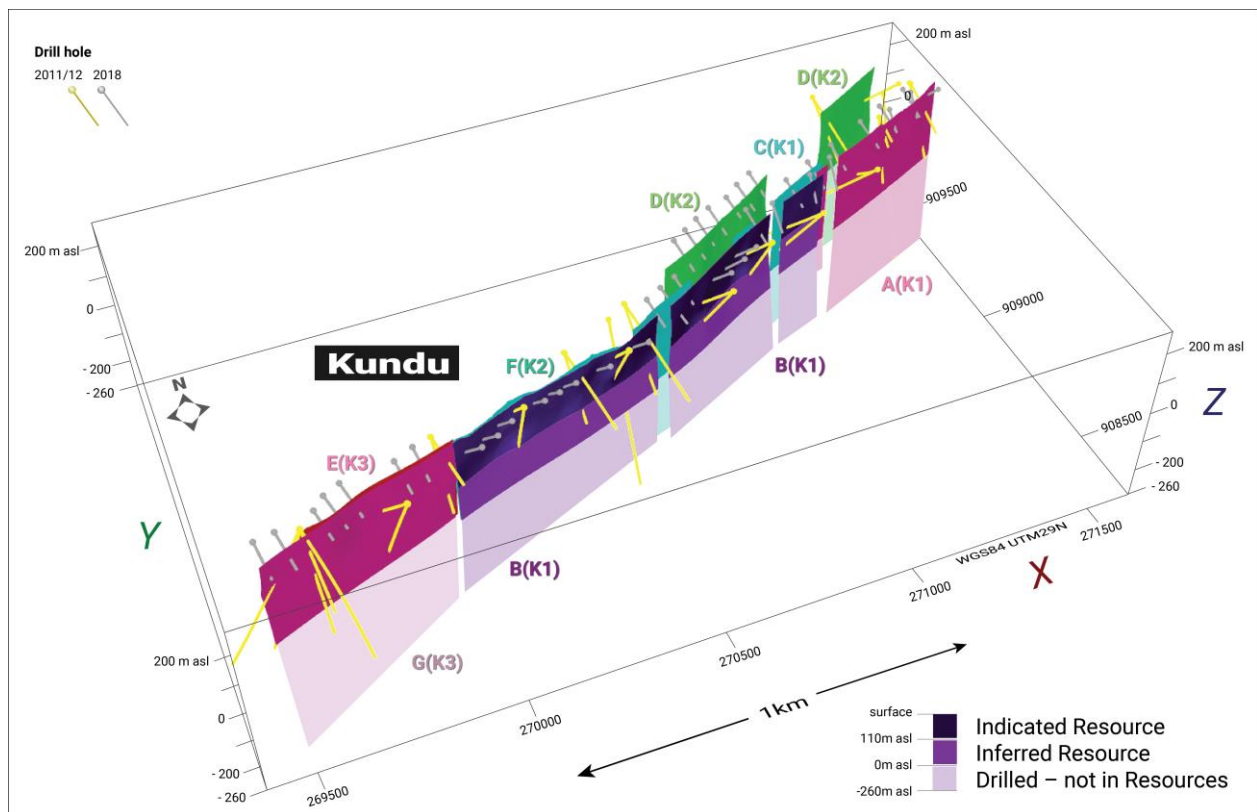 Drill hole
2011/12 2018
200 m asl
0
- 200
- 260
N
Kundu
D(K2)
200 m asl
0
C(K1)
D(K2)
909500
A(K1)
909000
F(K2)
B(K1)
200 m asl
0
- 200
- 260
Z
908500
E(K3)
Y
B(K1)
G(K3)
WGS84 UTM29N
271500
X
271000
270500
270000
269500
200 m asl
0
- 200
- 260
1km
surface
110m asl
0m asl
-260m asl
Indicated Resource
Inferred Resource
Drilled – not in Resources